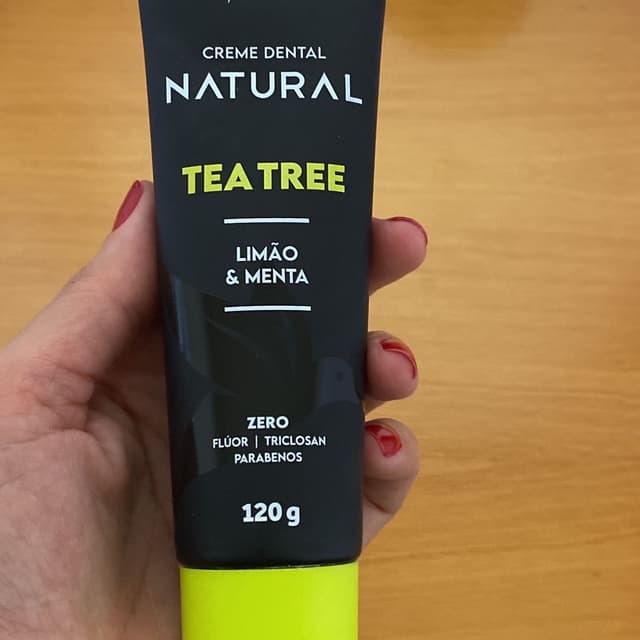 CREME DENTAL
NATURAL
TEA TREE
LIMÃO
& MENTA
ZERO
FLÚOR | TRICLOSAN
PARABENOS
120 g